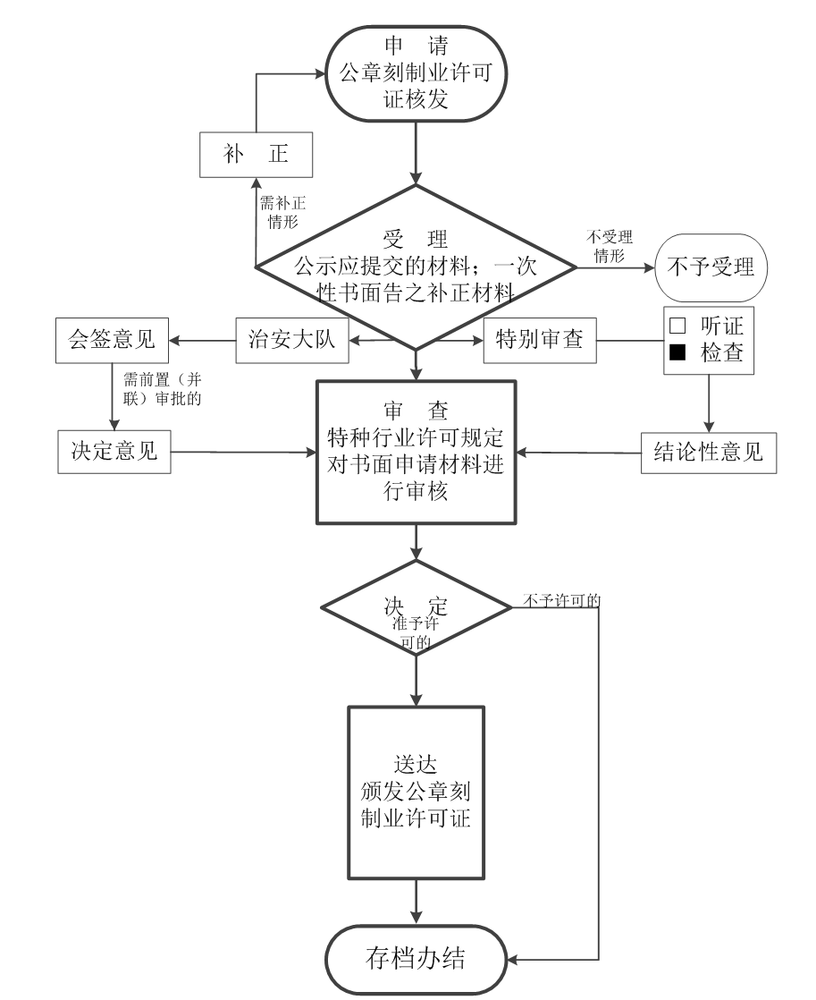 申 请
公章刻制业许可
证核发
补 正
需补正
情形
受 理
公示应提交的材料；一次
性书面告之补正材料
不受理
情形
不予受理
会签意见
治安大队
特别审查
□ 听证
■ 检查
需前置（并
联）审批的
决定意见
审 查
特种行业许可规定
对书面申请材料进
行审核
结论性意见
决 定
准予许
可的
不予许可的
送达
颁发公章刻
制业许可证
存档办结